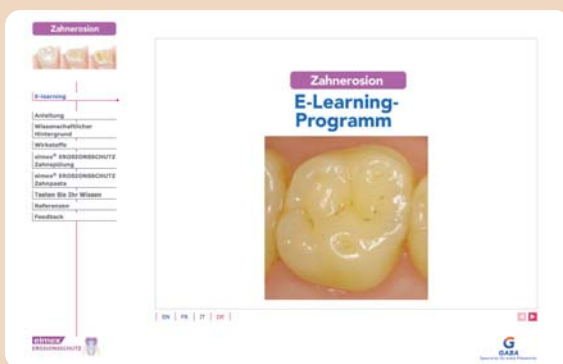 Zahnerosion
E-learning
Anleitung
Wissenschaftlicher
Hintergrund
Wirkstoffe
elmex® EROSIONSSCHUTZ
Zahnspülung
elmex® EROSIONSSCHUTZ
Zahnpasta
Testen Sie Ihr Wissen
Referenzen
Feedback
Zahnerosion
E-Learning-
Programm
EN | FR | IT | DE
elmex
EROSIONSSCHUTZ
GABA